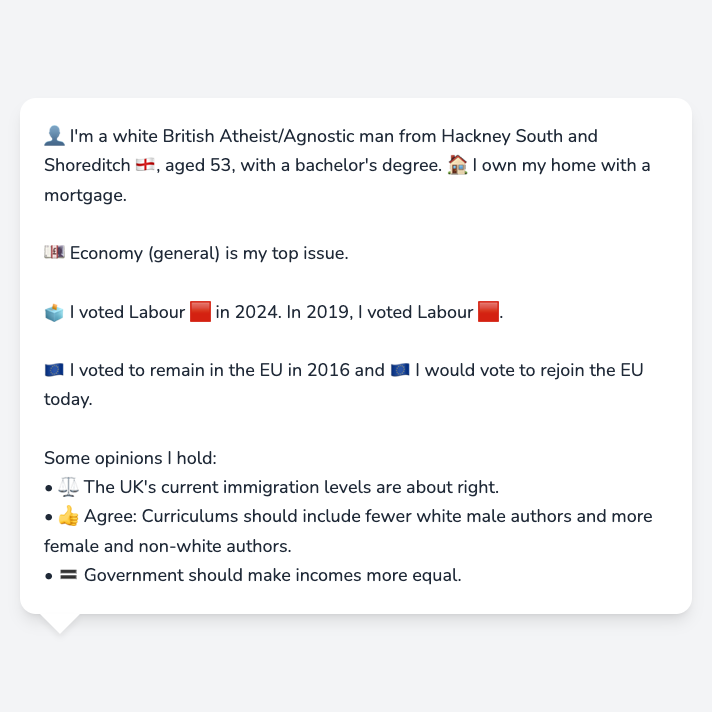 👤 I'm a white British Atheist/Agnostic man from Hackney South and
Shoreditch 🏴󠁧󠁢󠁥󠁮󠁧󠁿, aged 53, with a bachelor's degree. 🏠 I own my home with a
mortgage.
💷 Economy (general) is my top issue.
🗳️ I voted Labour 🟥 in 2024. In 2019, I voted Labour 🟥.
🇪🇺 I voted to remain in the EU in 2016 and 🇪🇺 I would vote to rejoin the EU
today.
Some opinions I hold:
• ⚖️ The UK's current immigration levels are about right.
• 👍 Agree: Curriculums should include fewer white male authors and more
female and non-white authors.
• 🟰 Government should make incomes more equal.